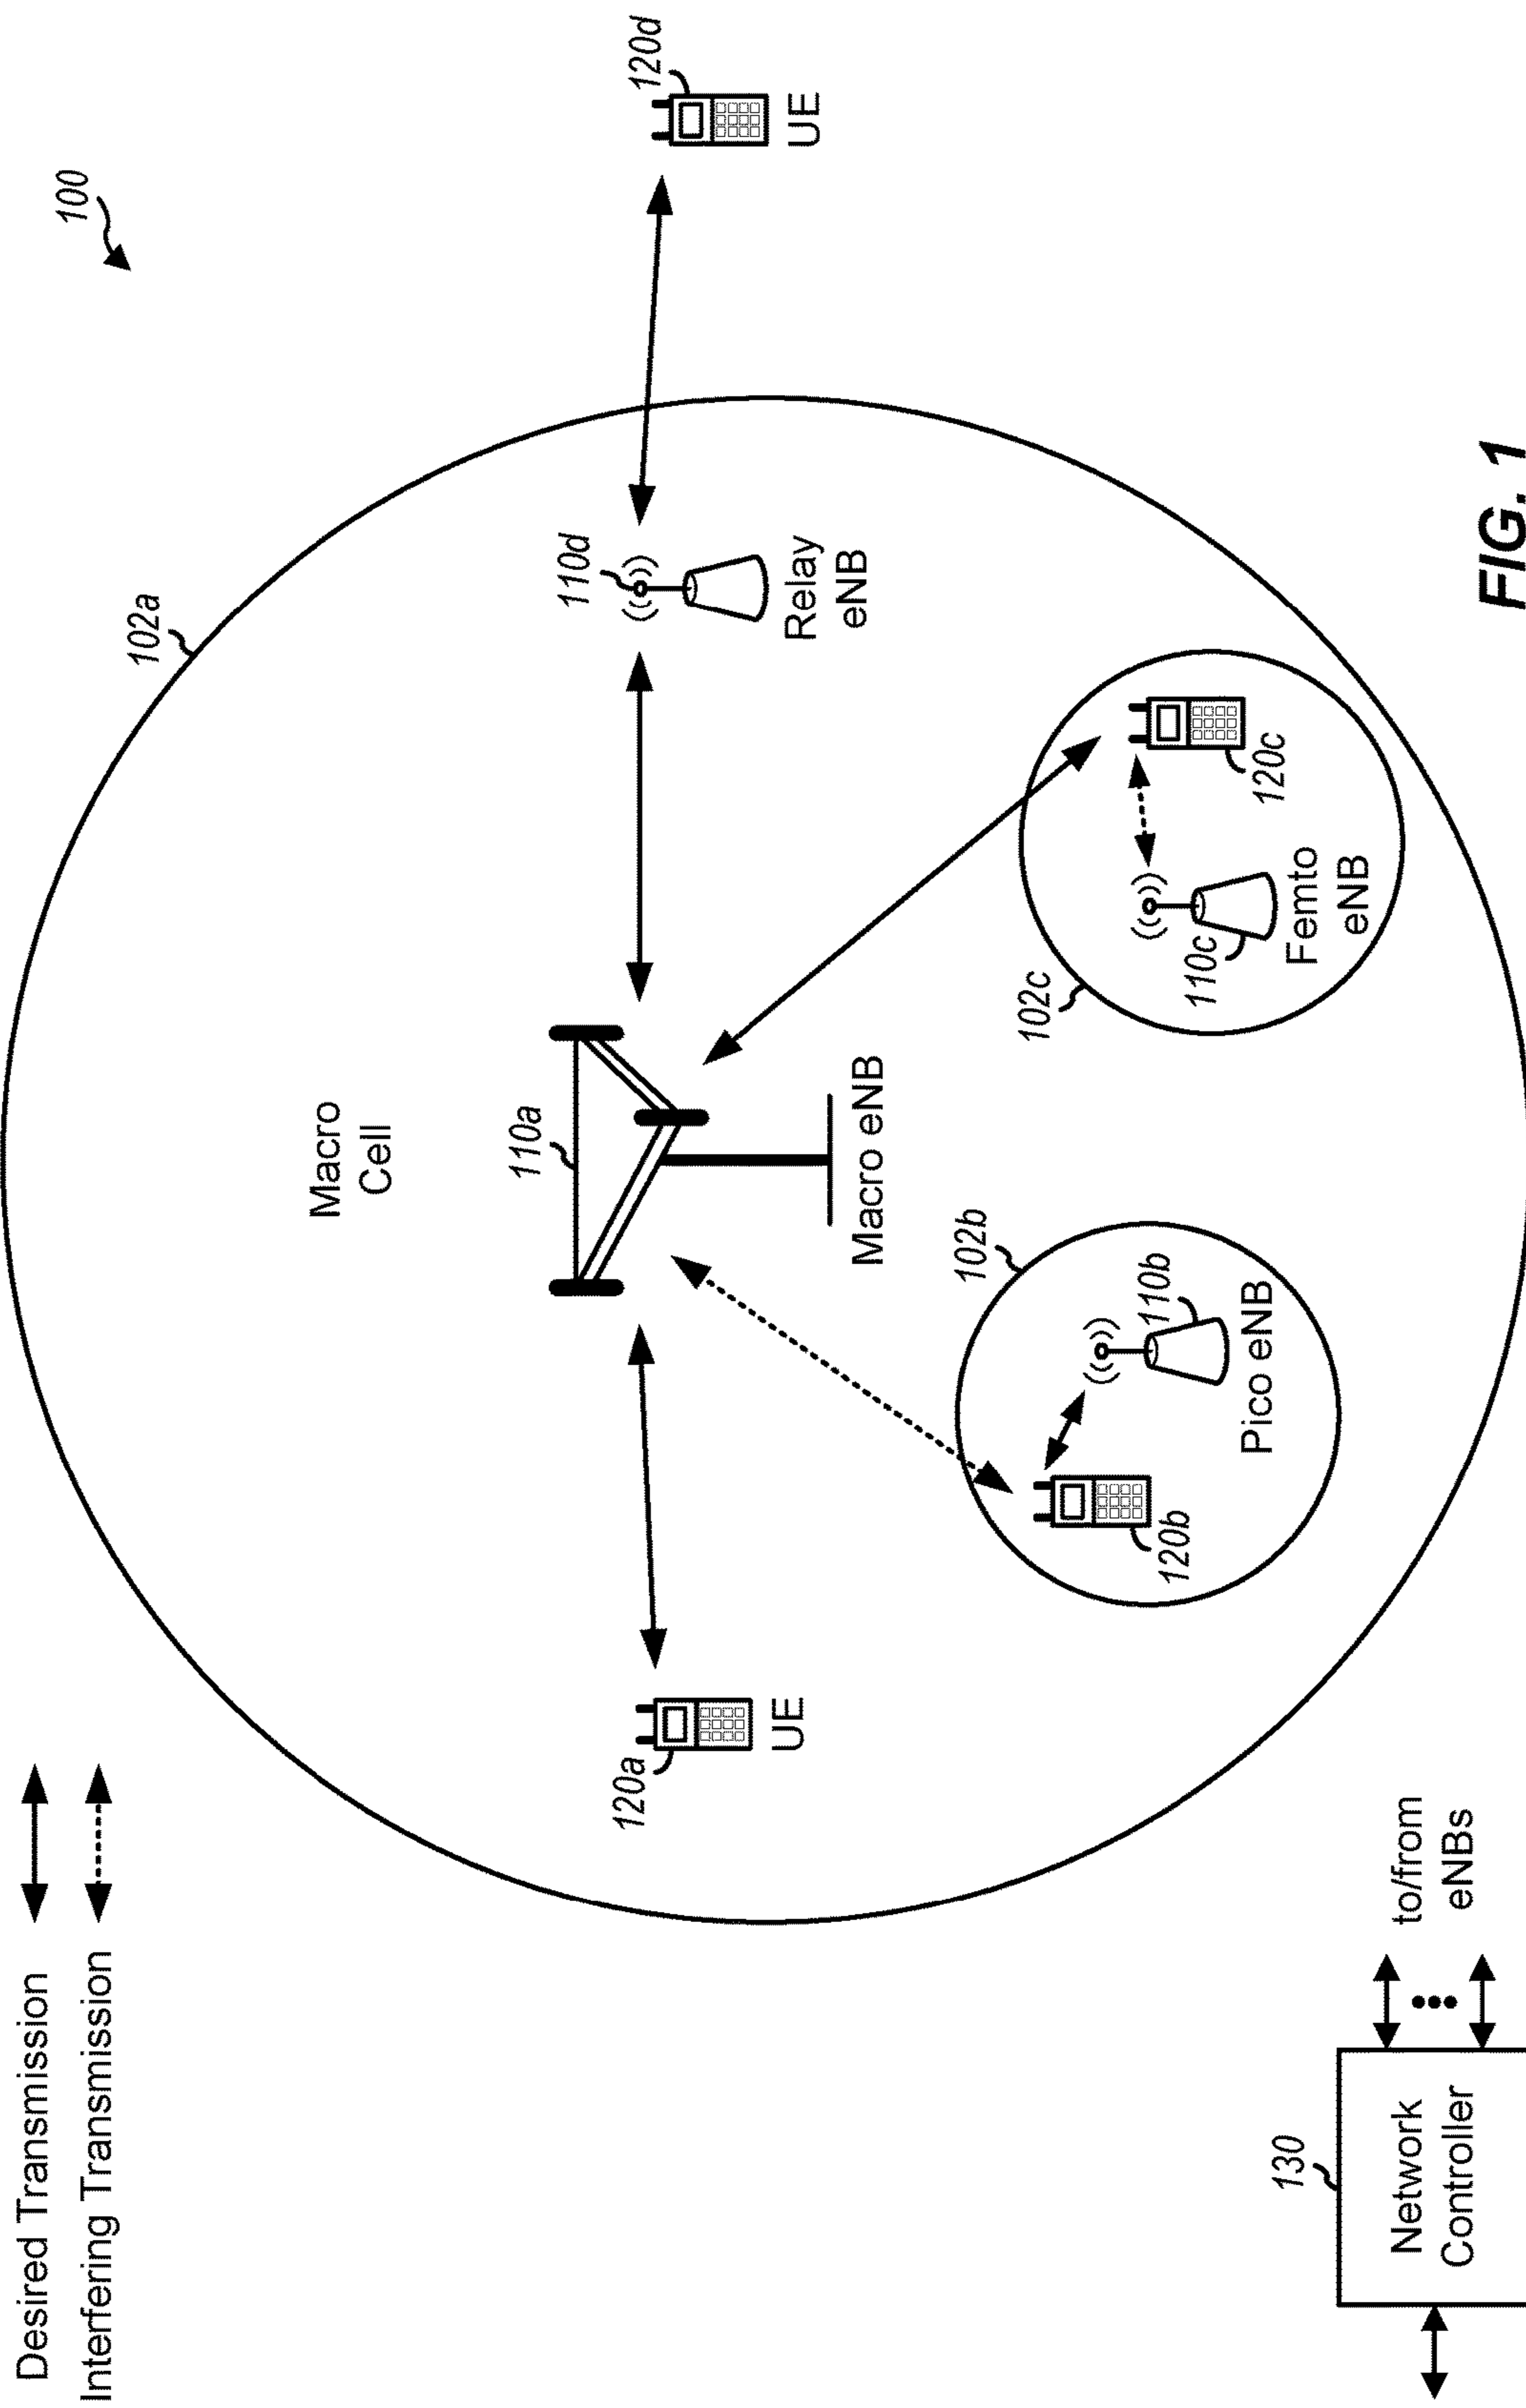 Desired Transmission
Interfering Transmission
100
102a
Macro
Cell
120a
UE
110a
Macro eNB
110d
Relay
eNB
120d
UE
102b
120b
110b
Pico eNB
102c
110c
Femto
eNB
120c
130
Network
Controller
to/from
eNBs
FIG. 1